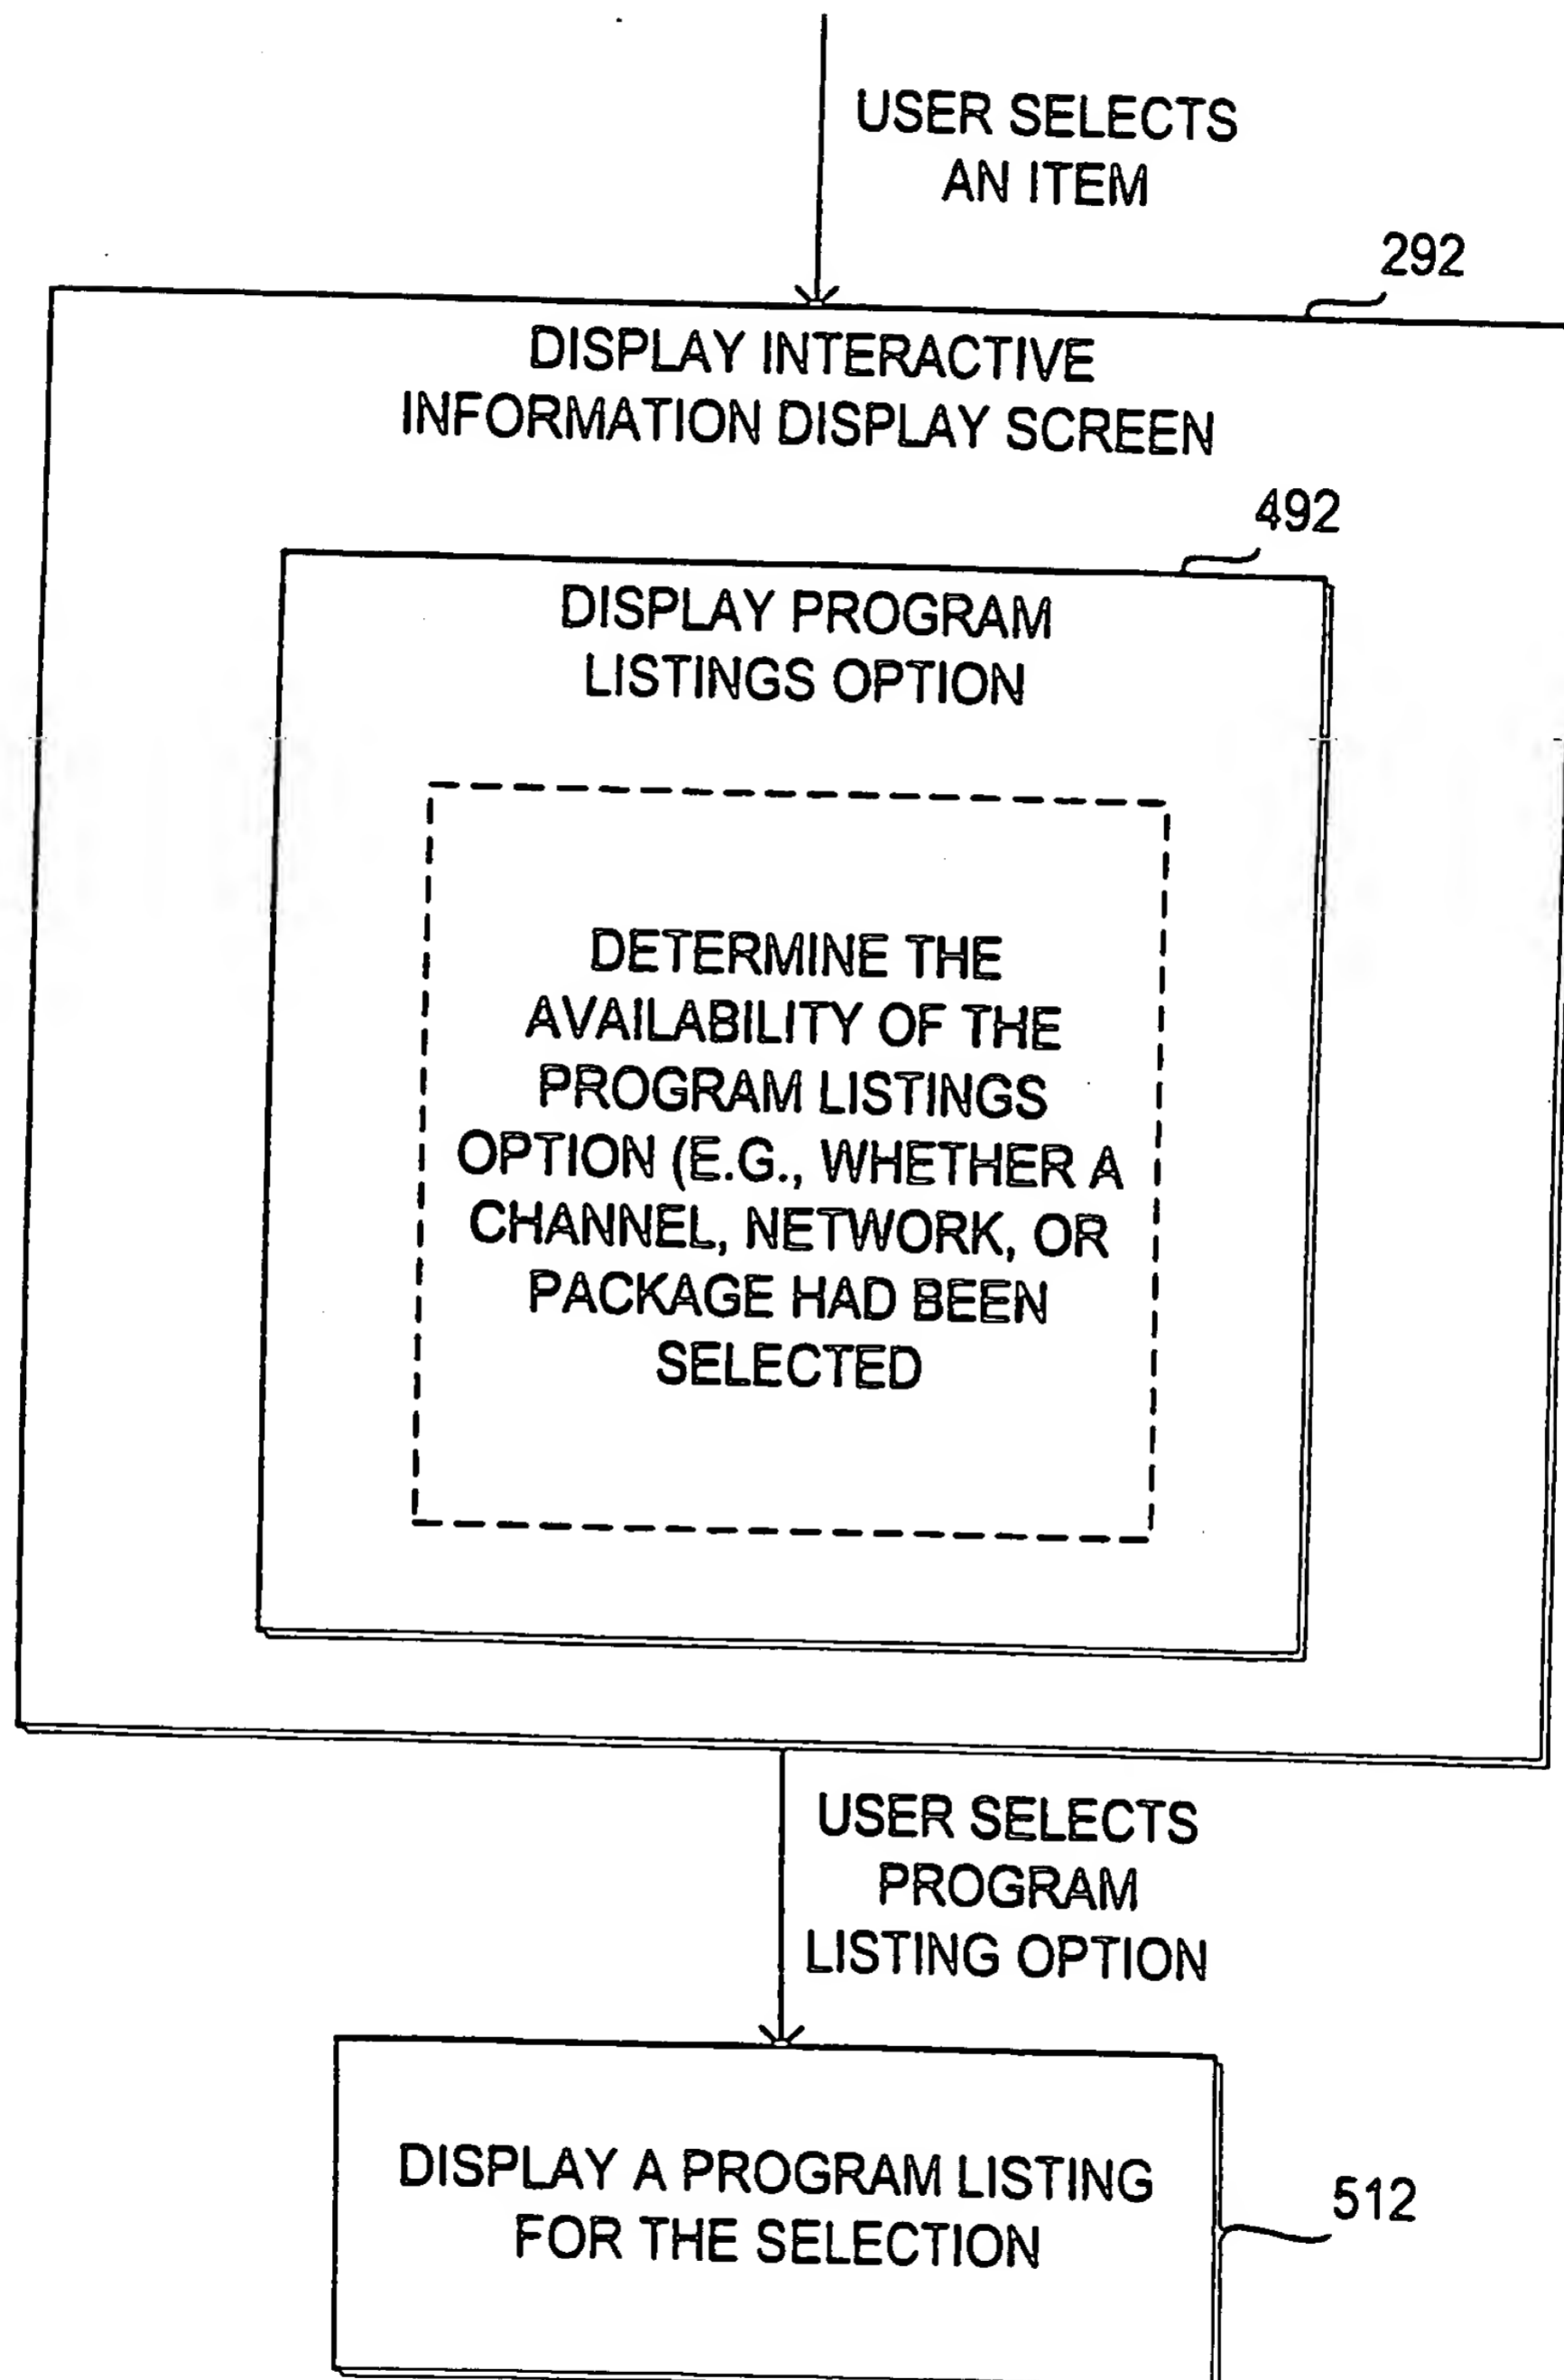 USER SELECTS
AN ITEM
292
DISPLAY INTERACTIVE
INFORMATION DISPLAY SCREEN
492
DISPLAY PROGRAM
LISTINGS OPTION
DETERMINE THE
AVAILABILITY OF THE
PROGRAM LISTINGS
OPTION (E.G., WHETHER A
CHANNEL, NETWORK, OR
PACKAGE HAD BEEN
SELECTED
USER SELECTS
PROGRAM
LISTING OPTION
DISPLAY A PROGRAM LISTING
FOR THE SELECTION
512